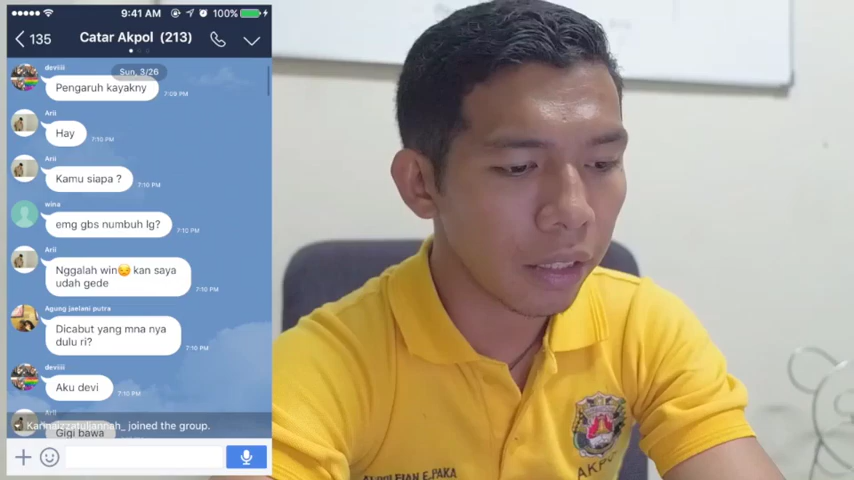 9:41 AM
100%
135
Catar Akpol (213)
Sun, 3/26
deviiii
Pengaruh kayakny
7:09 PM
Arii
Hay
7:10 PM
Arii
Kamu siapa ?
7:10 PM
wina
emg gbs numbuh lg?
7:10 PM
Arii
Nggalah win😒 kan saya
udah gede
7:10 PM
Agung jaelani putra
Dicabut yang mna nya
dulu ri?
7:10 PM
deviiii
Aku devi
7:10 PM
Arii
joined the group.
Gigi bawa
E.PAKA